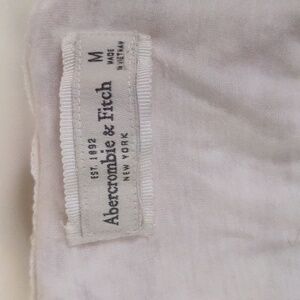 EST. 1892
Abercrombie & Fitch
NEW YORK
M
MADE
IN VIETNAM